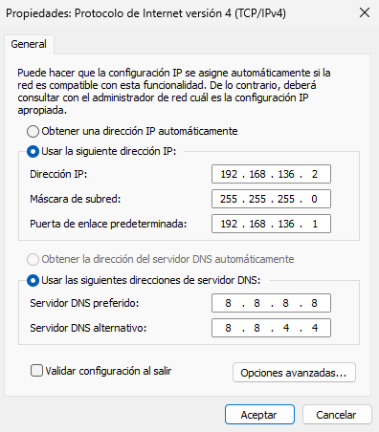 Propiedades: Protocolo de Internet versión 4 (TCP/IPv4)
General
Puede hacer que la configuración IP se asigne automáticamente si la
red es compatible con esta funcionalidad. De lo contrario, deberá
consultar con el administrador de red cuál es la configuración IP
apropiada.
Obtener una dirección IP automáticamente
Usar la siguiente dirección IP:
Dirección IP: 192 . 168 . 136 . 2
Máscara de subred: 255 . 255 . 255 . 0
Puerta de enlace predeterminada: 192 . 168 . 136 . 1
Obtener la dirección del servidor DNS automáticamente
Usar las siguientes direcciones de servidor DNS:
Servidor DNS preferido: 8 . 8 . 8 . 8
Servidor DNS alternativo: 8 . 8 . 4 . 4
Validar configuración al salir
Opciones avanzadas...
Aceptar Cancelar